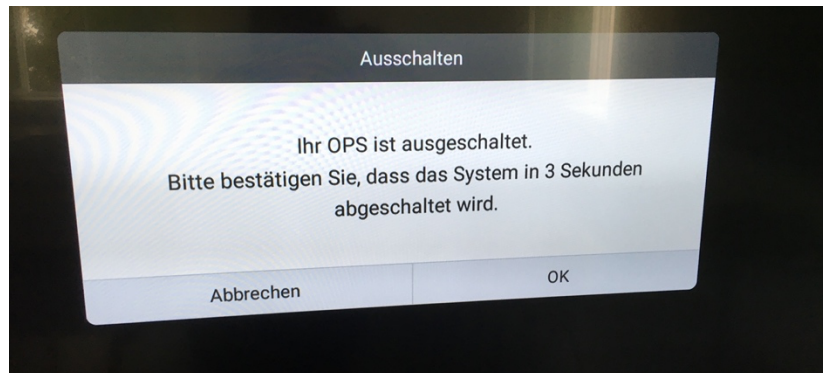 Ausschalten
Ihr OPS ist ausgeschaltet.
Bitte bestätigen Sie, dass das System in 3 Sekunden
abgeschaltet wird.
Abbrechen
OK